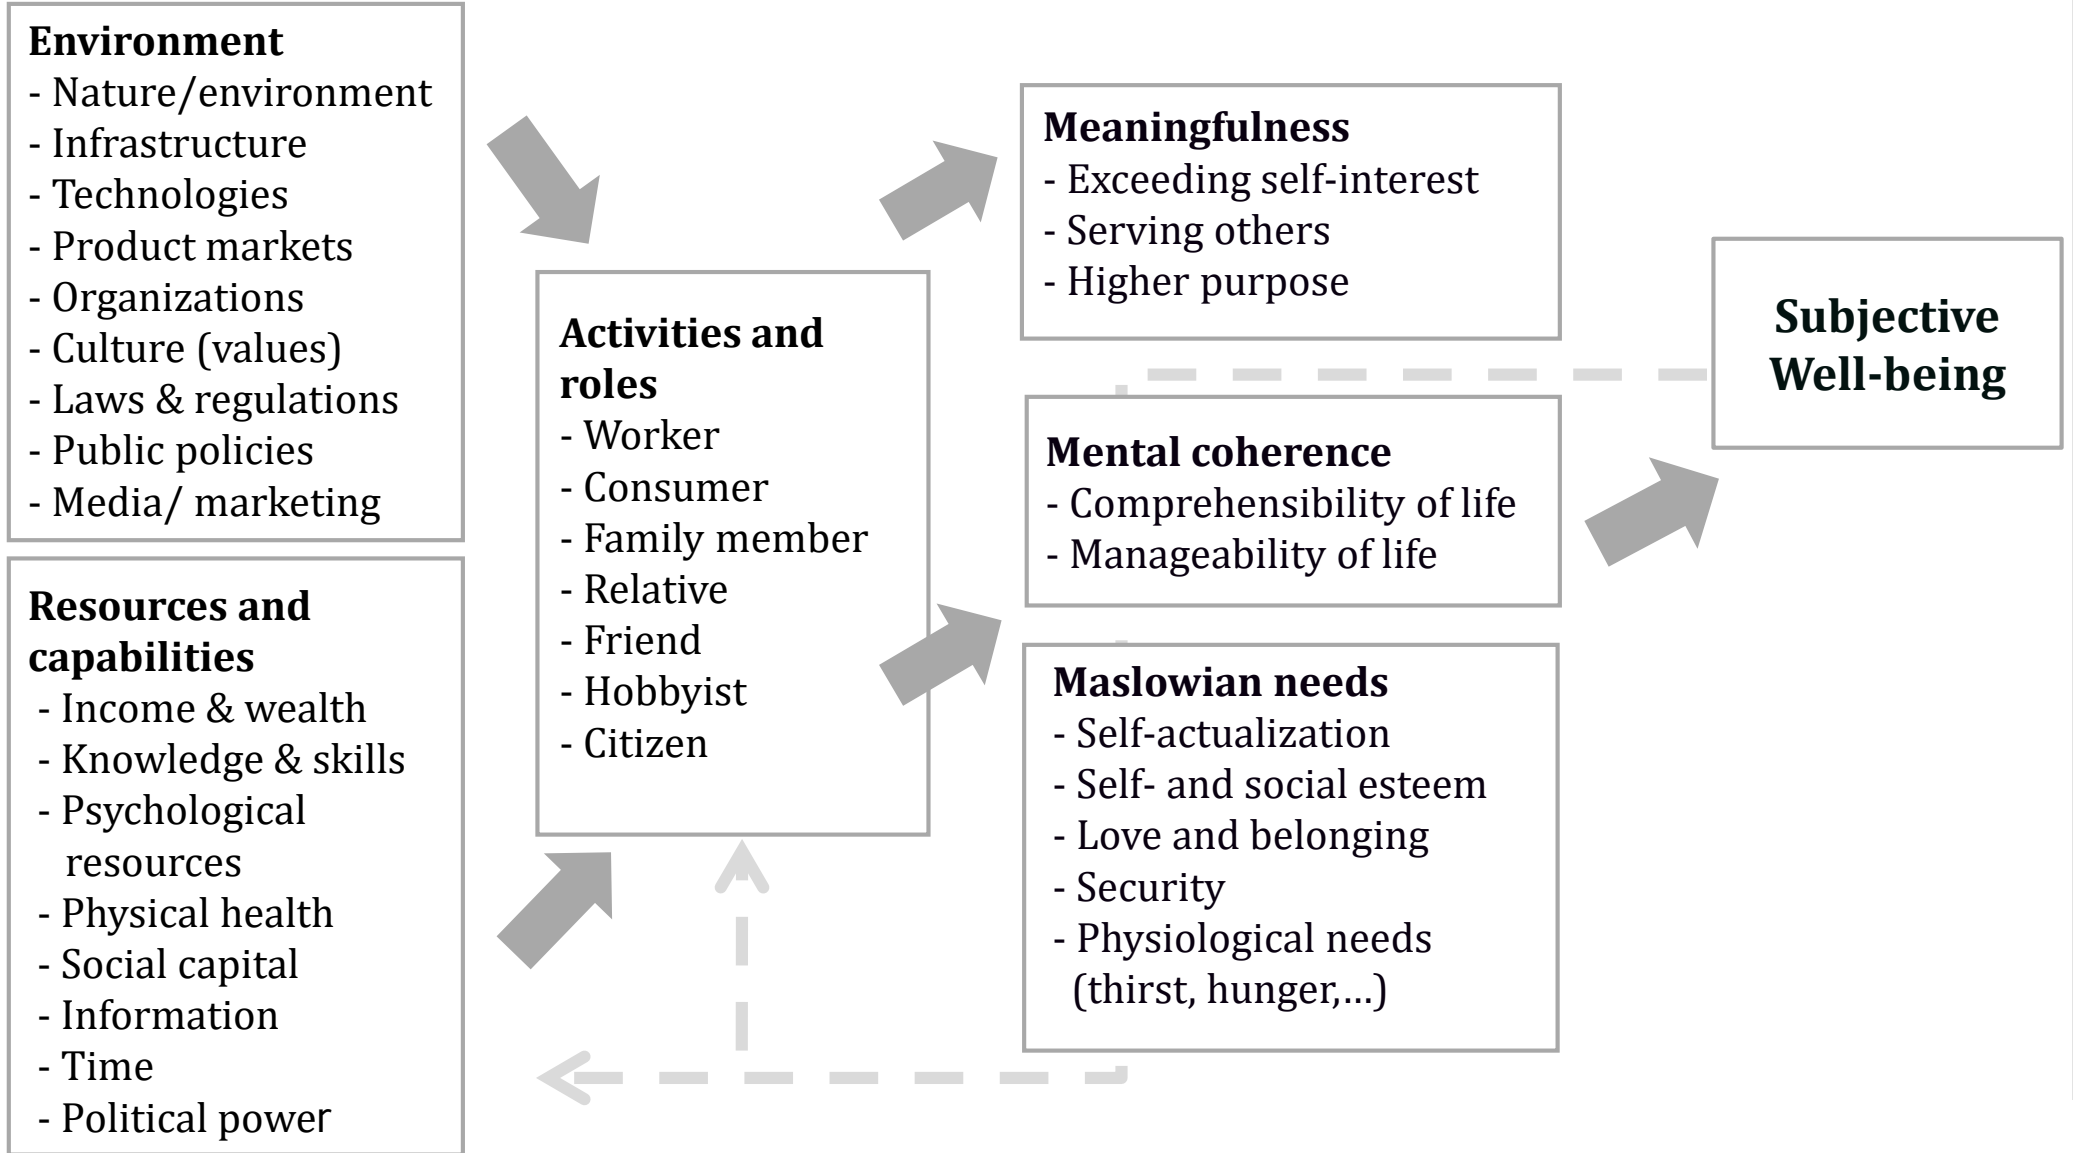 Environment
- Nature/environment
- Infrastructure
- Technologies
- Product markets
- Organizations
- Culture (values)
- Laws & regulations
- Public policies
- Media/ marketing
Resources and
capabilities
- Income & wealth
- Knowledge & skills
- Psychological
resources
- Physical health
- Social capital
- Information
- Time
- Political power
Activities and
roles
- Worker
- Consumer
- Family member
- Relative
- Friend
- Hobbyist
- Citizen
Meaningfulness
- Exceeding self-interest
- Serving others
- Higher purpose
Mental coherence
- Comprehensibility of life
- Manageability of life
Maslowian needs
- Self-actualization
- Self- and social esteem
- Love and belonging
- Security
- Physiological needs
(thirst, hunger,...)
Subjective
Well-being